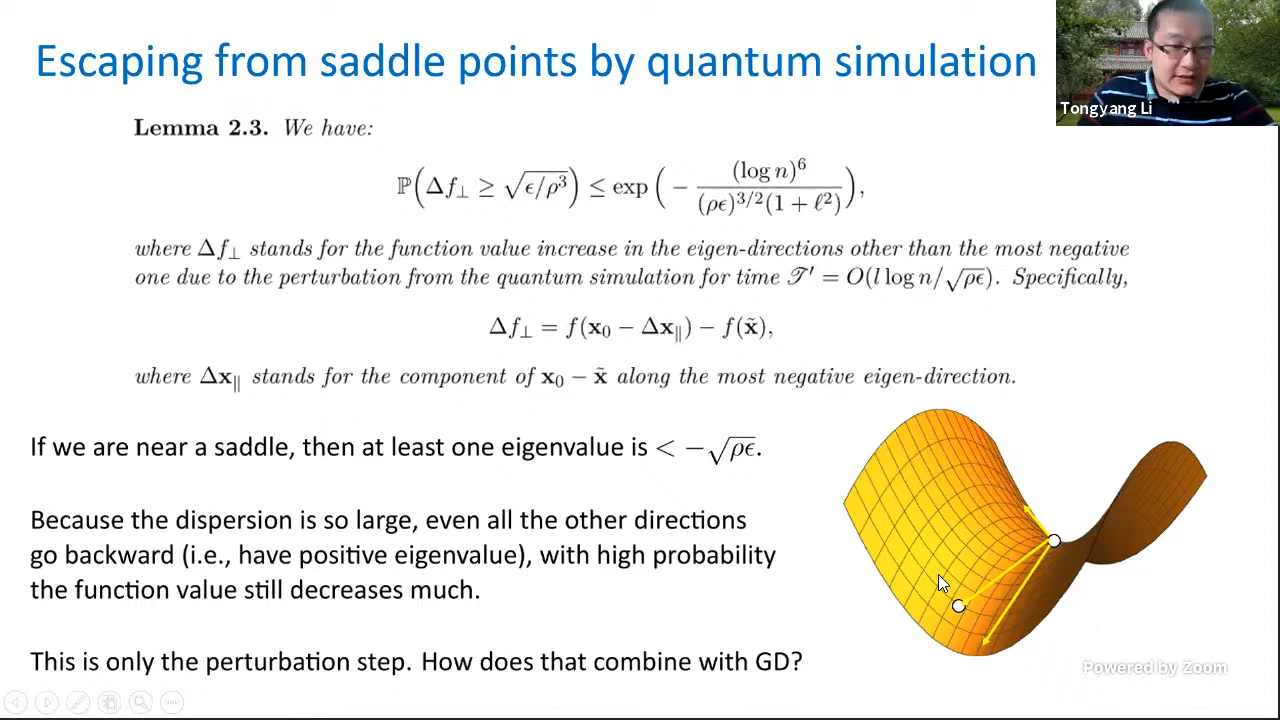 Escaping from saddle points by quantum simulation
Tongyang Li
Lemma 2.3. We have:
ℙ(Δf⊥ ≥ √(ϵ/ρ³)) ≤ exp(− (log n)⁶ / ((ρϵ)^{3/2}(1 + ℓ²))),
where Δf⊥ stands for the function value increase in the eigen-directions other than the most negative
one due to the perturbation from the quantum simulation for time 𝒯′ = O(l log n/√ρϵ). Specifically,
Δf⊥ = f(x₀ − Δx∥) − f(x̃),
where Δx∥ stands for the component of x₀ − x̃ along the most negative eigen-direction.
If we are near a saddle, then at least one eigenvalue is < −√ρϵ.
Because the dispersion is so large, even all the other directions
go backward (i.e., have positive eigenvalue), with high probability
the function value still decreases much.
This is only the perturbation step. How does that combine with GD?
Powered by Zoom